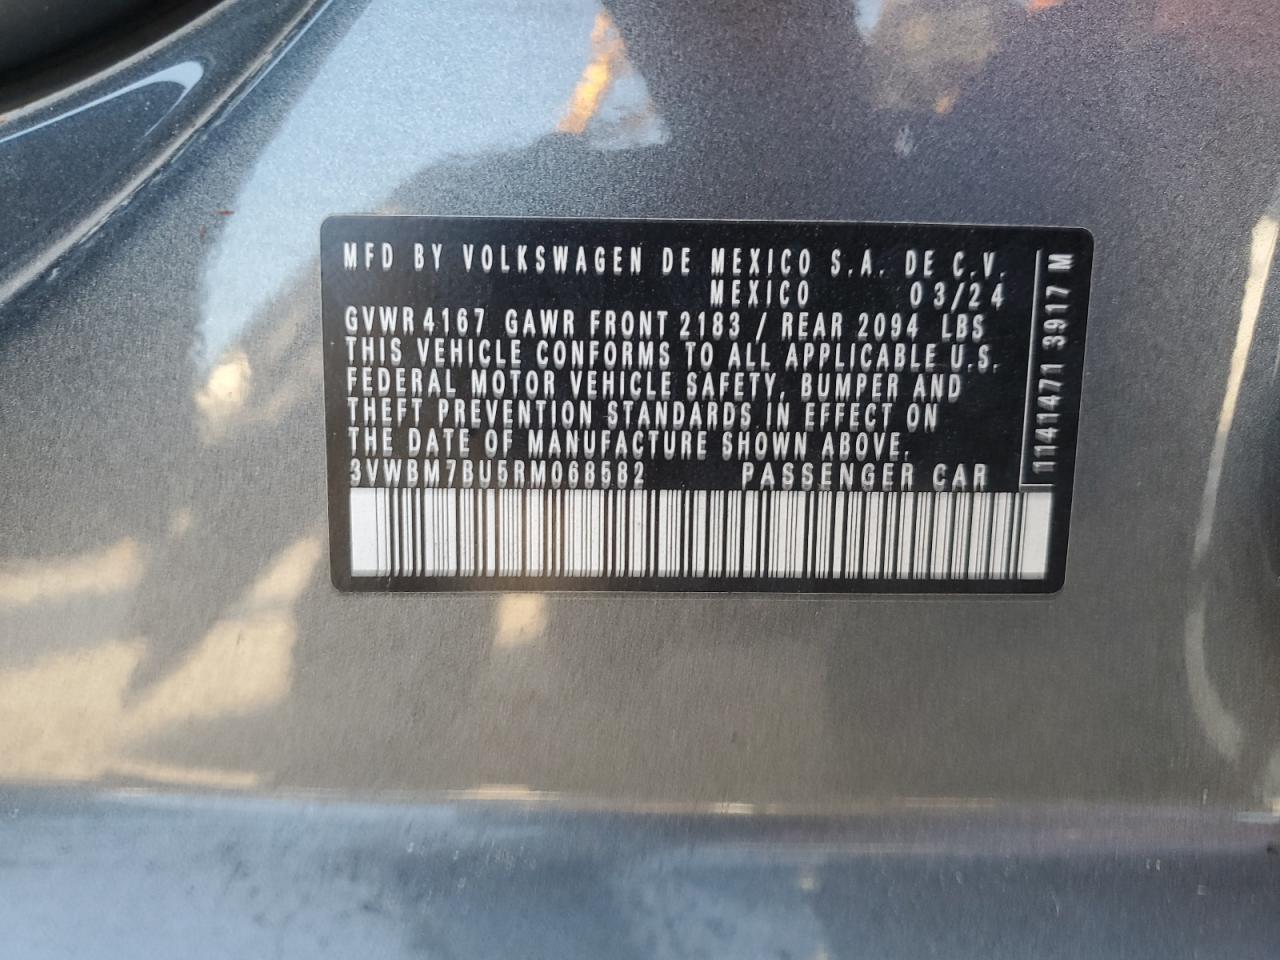 MFD BY VOLKSWAGEN DE MEXICO S.A. DE C.V.
MEXICO 03/24
GVWR 4167 GAWR FRONT 2183 / REAR 2094 LBS
THIS VEHICLE CONFORMS TO ALL APPLICABLE U.S.
FEDERAL MOTOR VEHICLE SAFETY, BUMPER AND
THEFT PREVENTION STANDARDS IN EFFECT ON
THE DATE OF MANUFACTURE SHOWN ABOVE.
3VWBM7BU5RM068582 PASSENGER CAR
1141471 3917 M